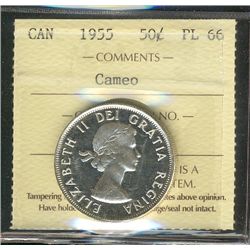 CAN 1955 50¢ PL 66
COMMENTS
Cameo
NO.
ELIZABETH II DEI GRATIA REGINA
IS A
TEM.
Tampering
es above opinion.
Have hold
ge/seal not intact.